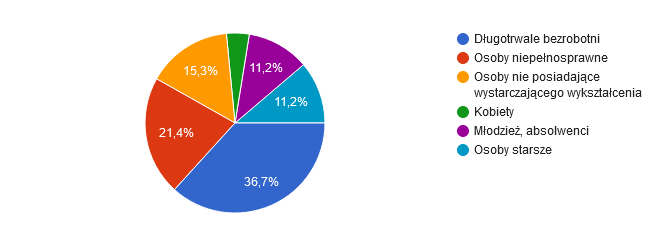 Długotrwale bezrobotni
Osoby niepełnosprawne
Osoby nie posiadające
wystarczającego wykształcenia
Kobiety
Młodzież, absolwenci
Osoby starsze
11,2%
15,3%
11,2%
21,4%
36,7%